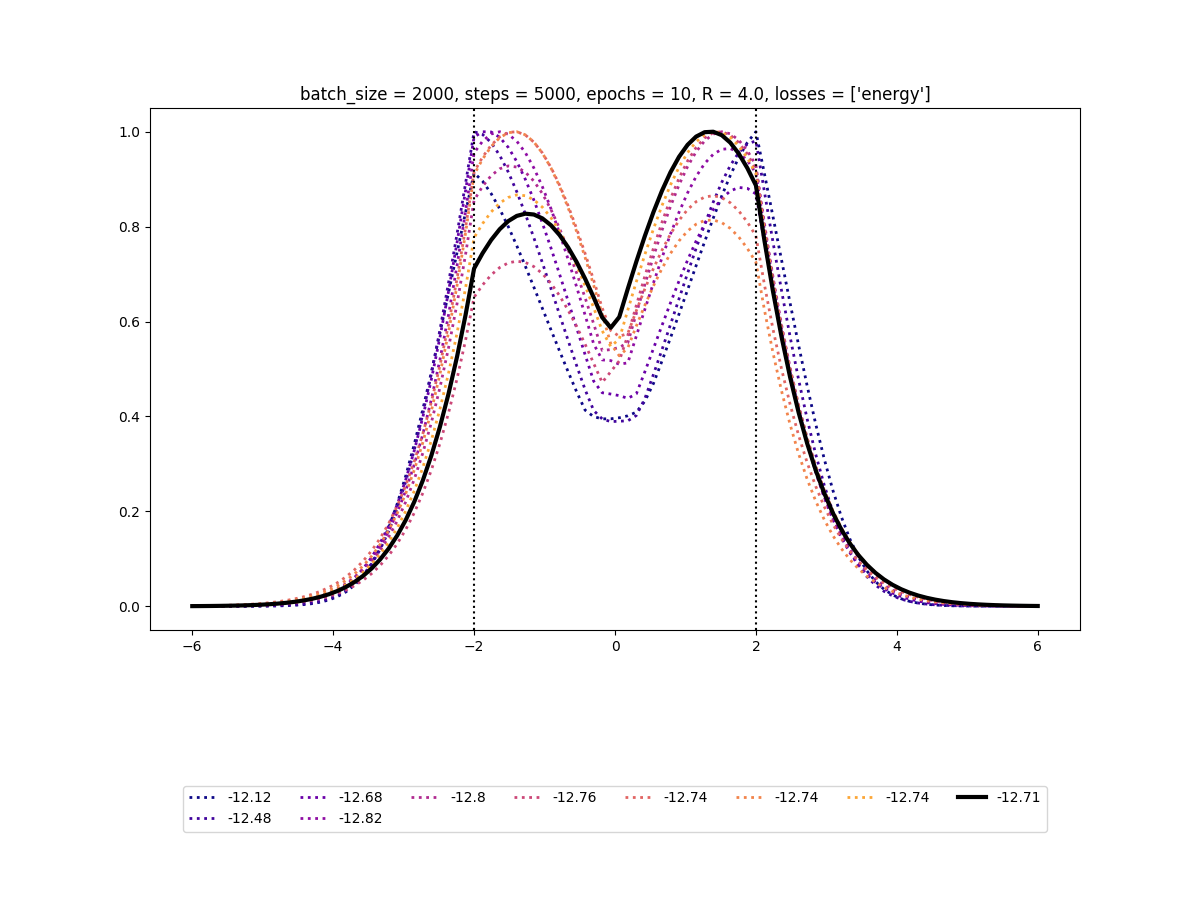 batch_size = 2000, steps = 5000, epochs = 10, R = 4.0, losses = ['energy']
1.0
0.8
0.6
0.4
0.2
0.0
−6 −4 −2 0 2 4 6
-12.12 -12.68 -12.8 -12.76 -12.74 -12.74 -12.74 -12.71
-12.48 -12.82